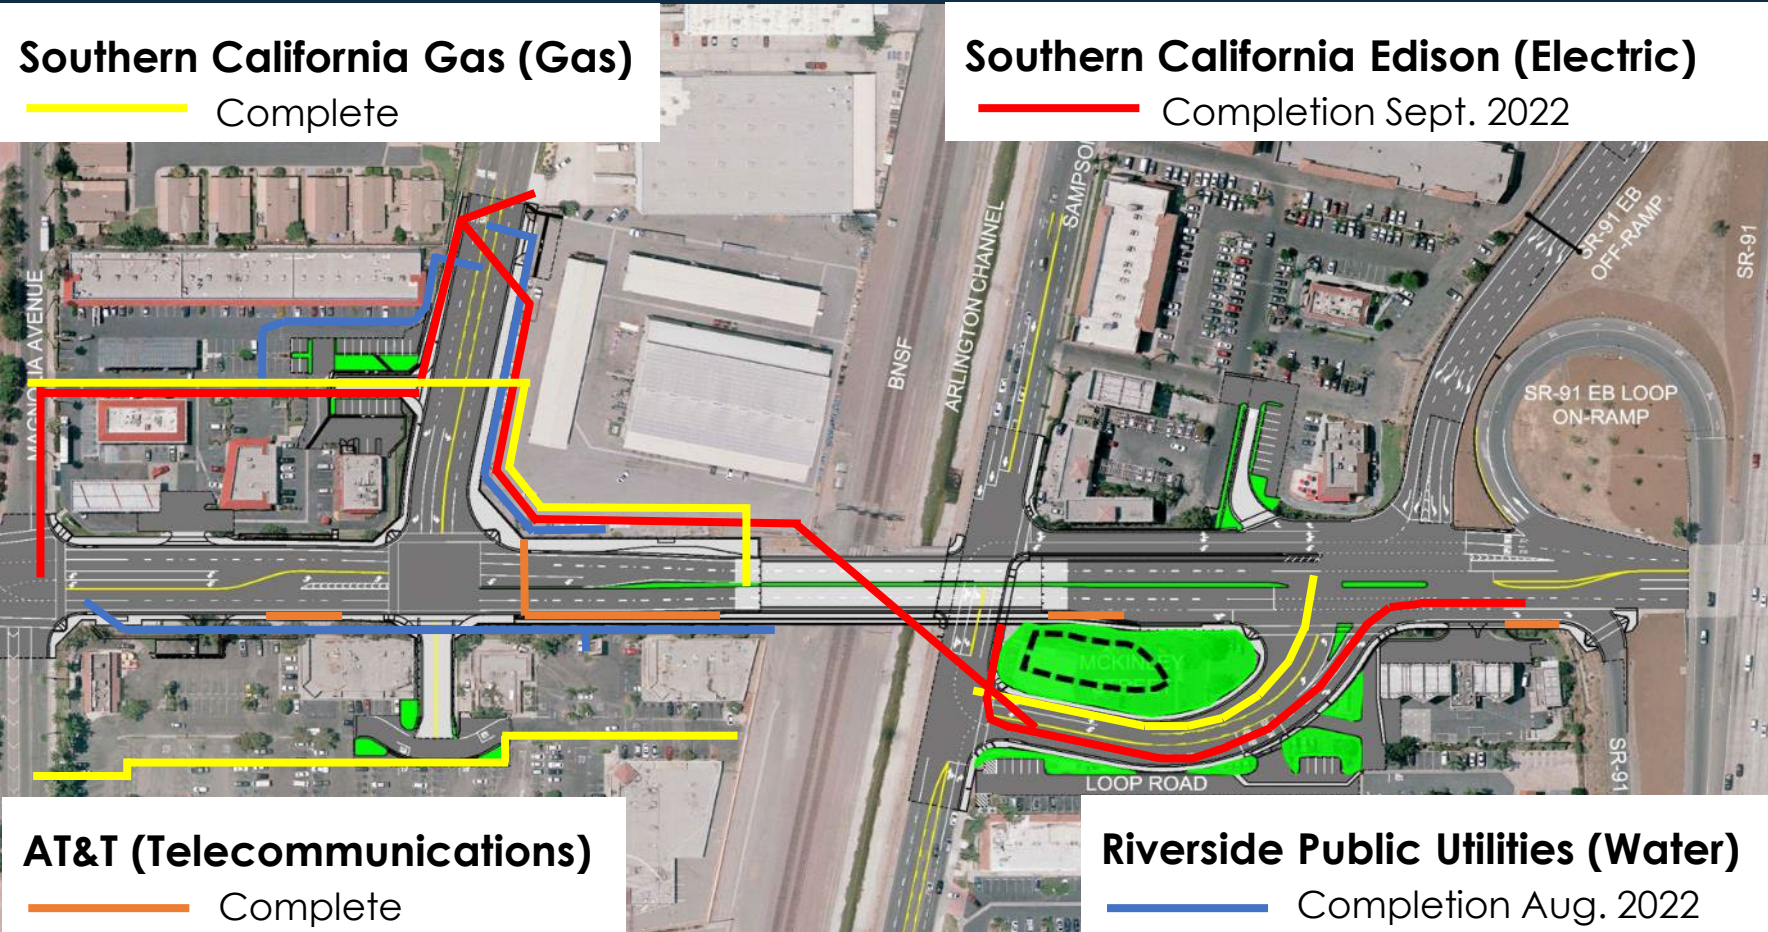 Southern California Gas (Gas)
Complete
Southern California Edison (Electric)
Completion Sept. 2022
MAGNOLIA AVENUE
BNSF
ARLINGTON CHANNEL
SAMPSON
SR-91 EB
OFF-RAMP
SR-91
SR-91 EB LOOP
ON-RAMP
MCKINLEY
STREET
LOOP ROAD
SR-91
AT&T (Telecommunications)
Complete
Riverside Public Utilities (Water)
Completion Aug. 2022